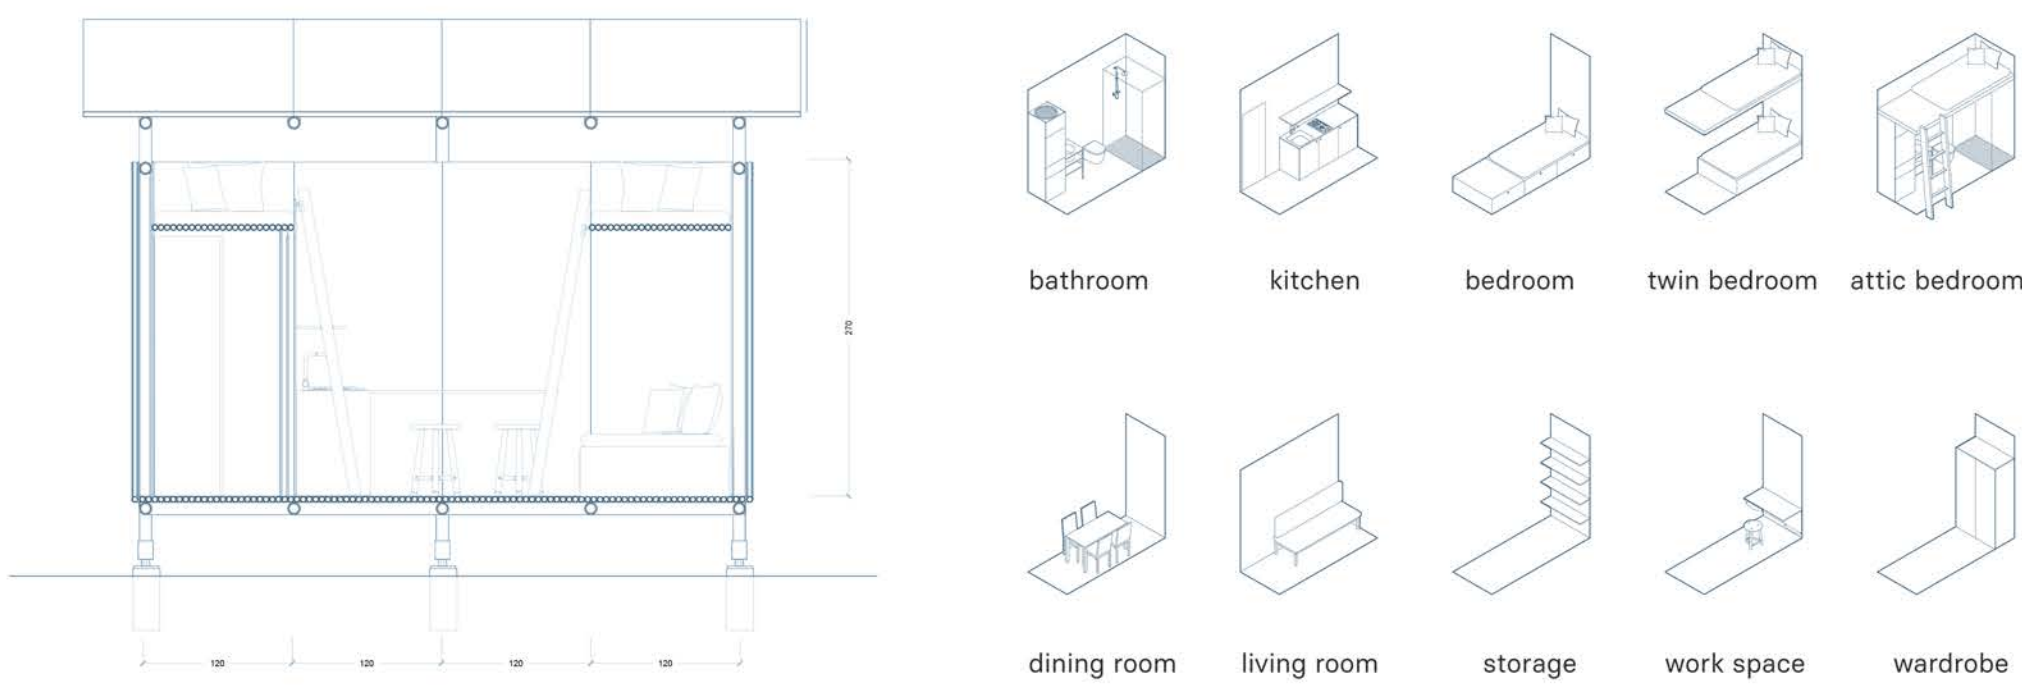 bathroom kitchen bedroom twin bedroom attic bedroom
270
dining room living room storage work space wardrobe
120 120 120 120